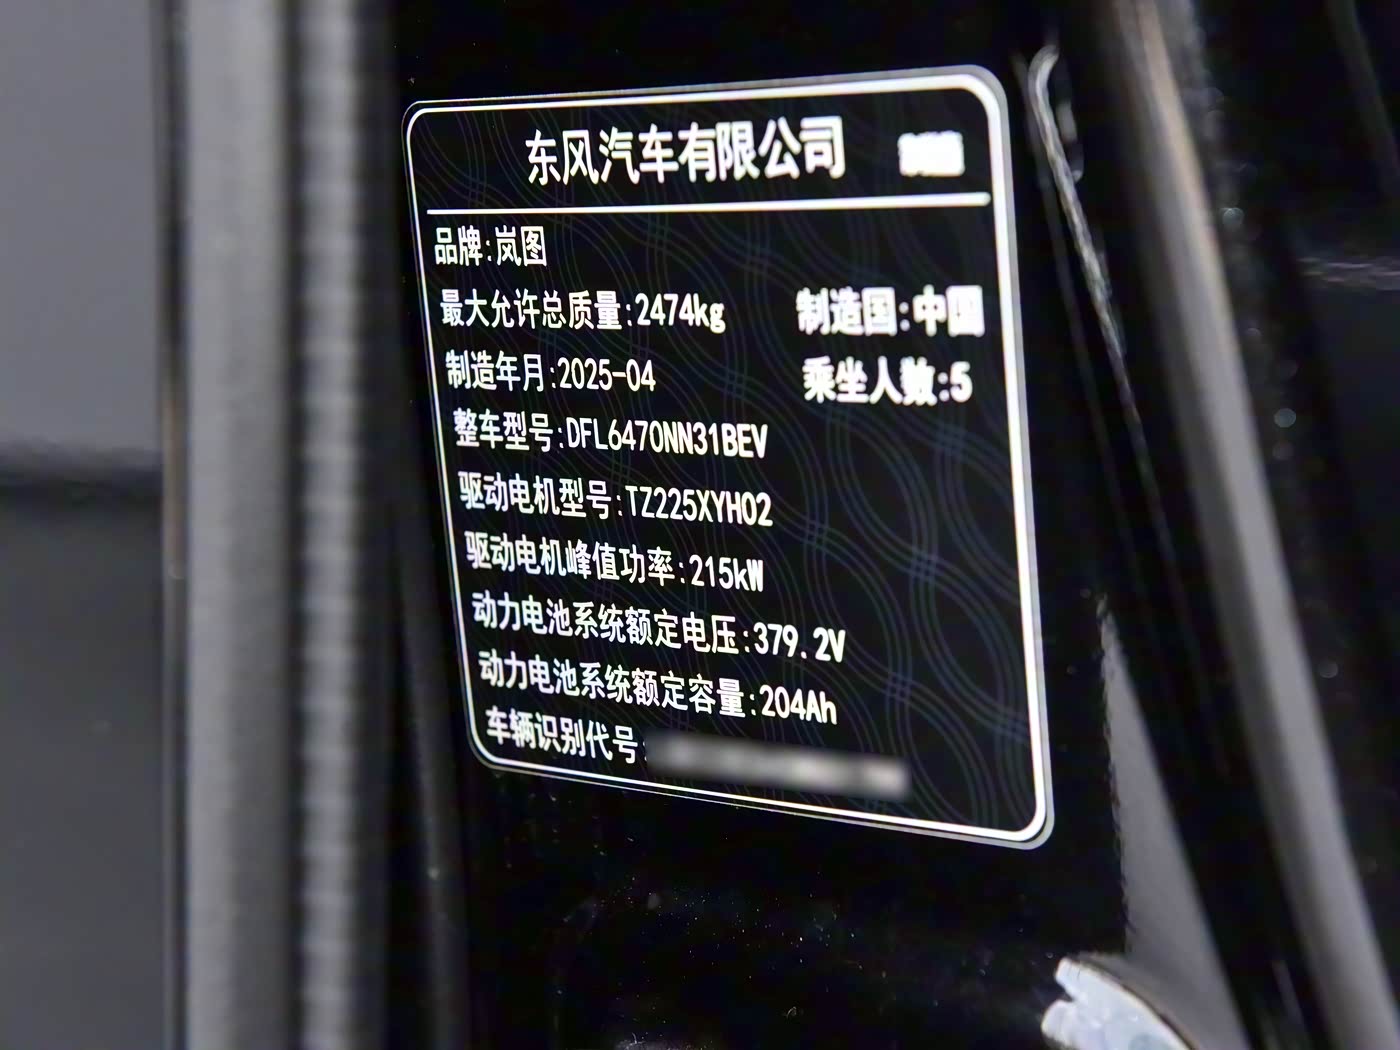 东风汽车有限公司
品牌:岚图
最大允许总质量:2474kg 制造国:中国
制造年月:2025-04 乘坐人数:5
整车型号:DFL6470NN31BEV
驱动电机型号:TZ225XYH02
驱动电机峰值功率:215kW
动力电池系统额定电压:379.2V
动力电池系统额定容量:204Ah
车辆识别代号: